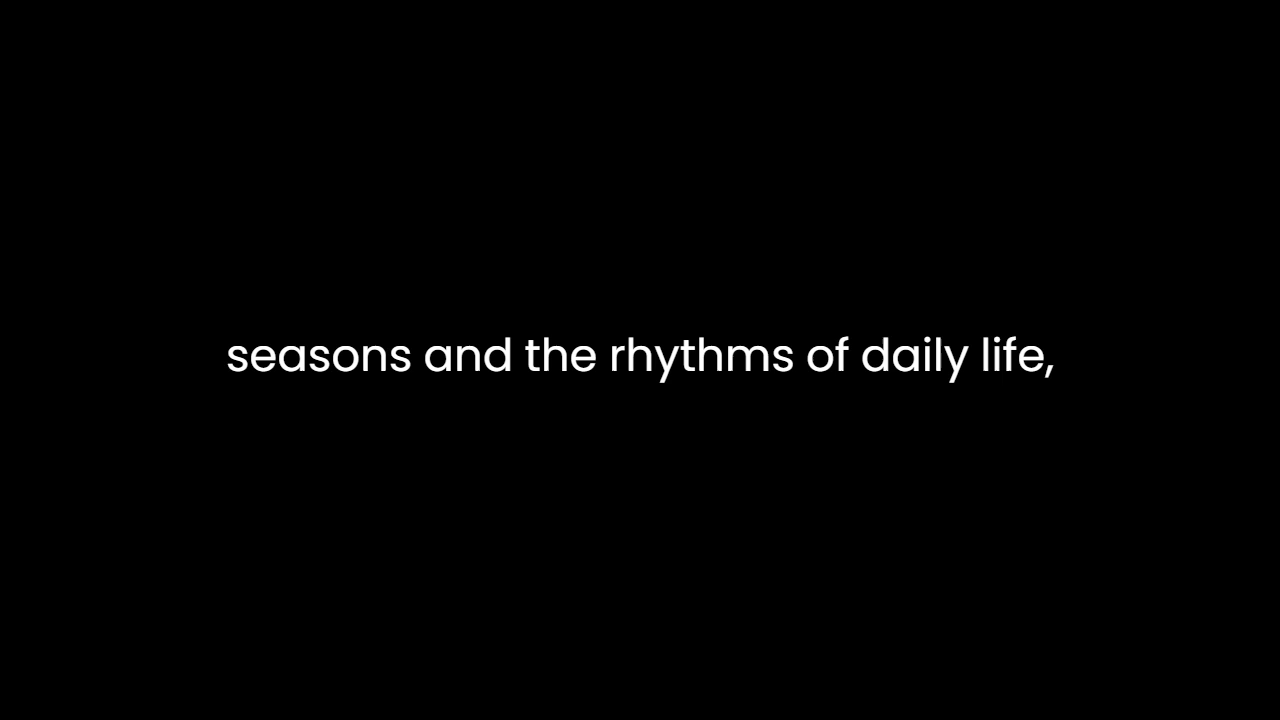 seasons and the rhythms of daily life,